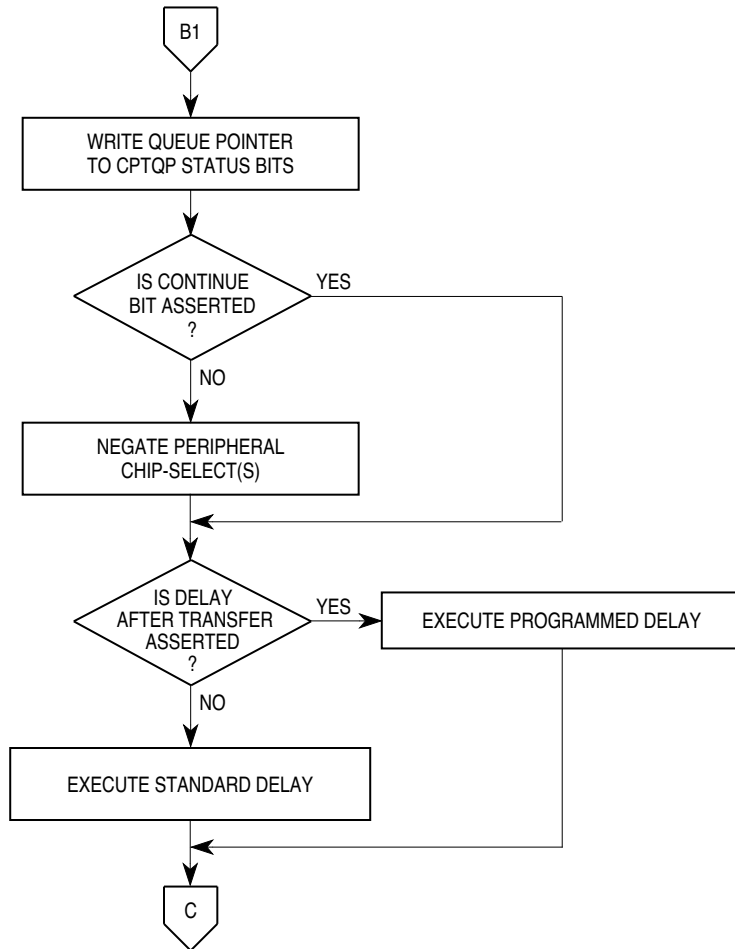 B1
WRITE QUEUE POINTER
TO CPTQP STATUS BITS
IS CONTINUE
BIT ASSERTED
?
YES
NO
NEGATE PERIPHERAL
CHIP-SELECT(S)
IS DELAY
AFTER TRANSFER
ASSERTED
?
YES
EXECUTE PROGRAMMED DELAY
NO
EXECUTE STANDARD DELAY
C